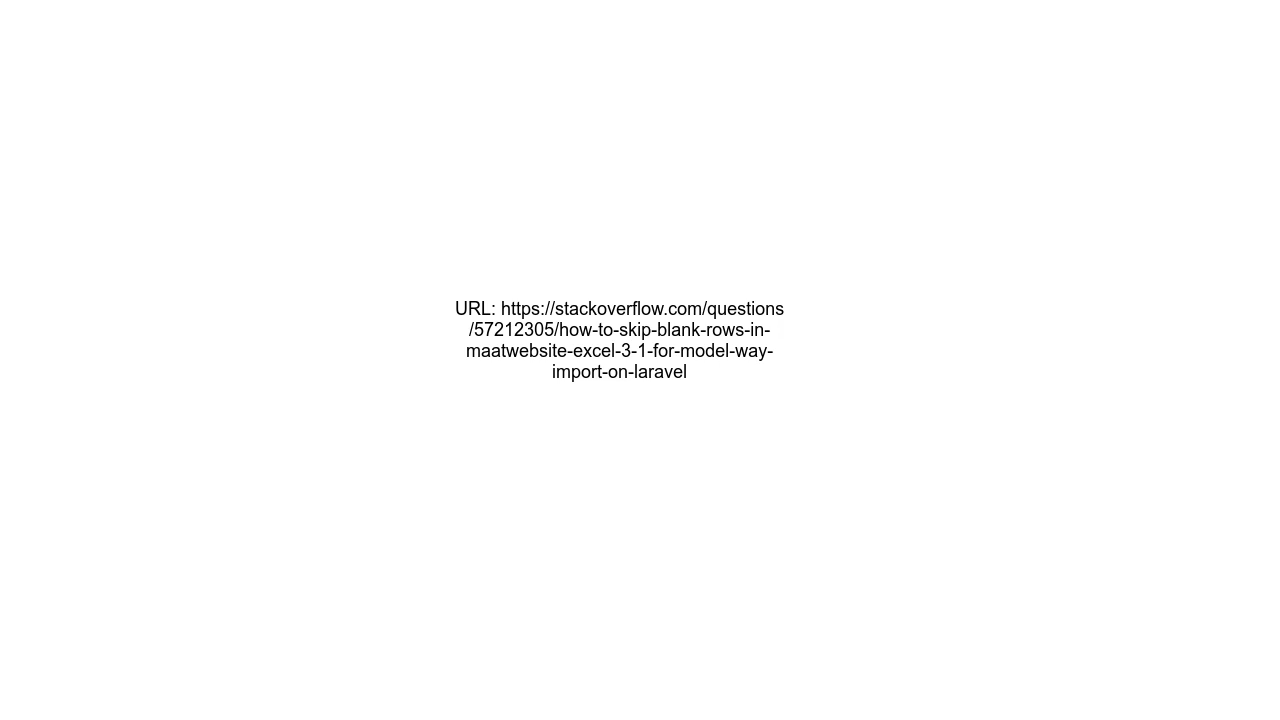 URL: https://stackoverflow.com/questions
/57212305/how-to-skip-blank-rows-in-
maatwebsite-excel-3-1-for-model-way-
import-on-laravel